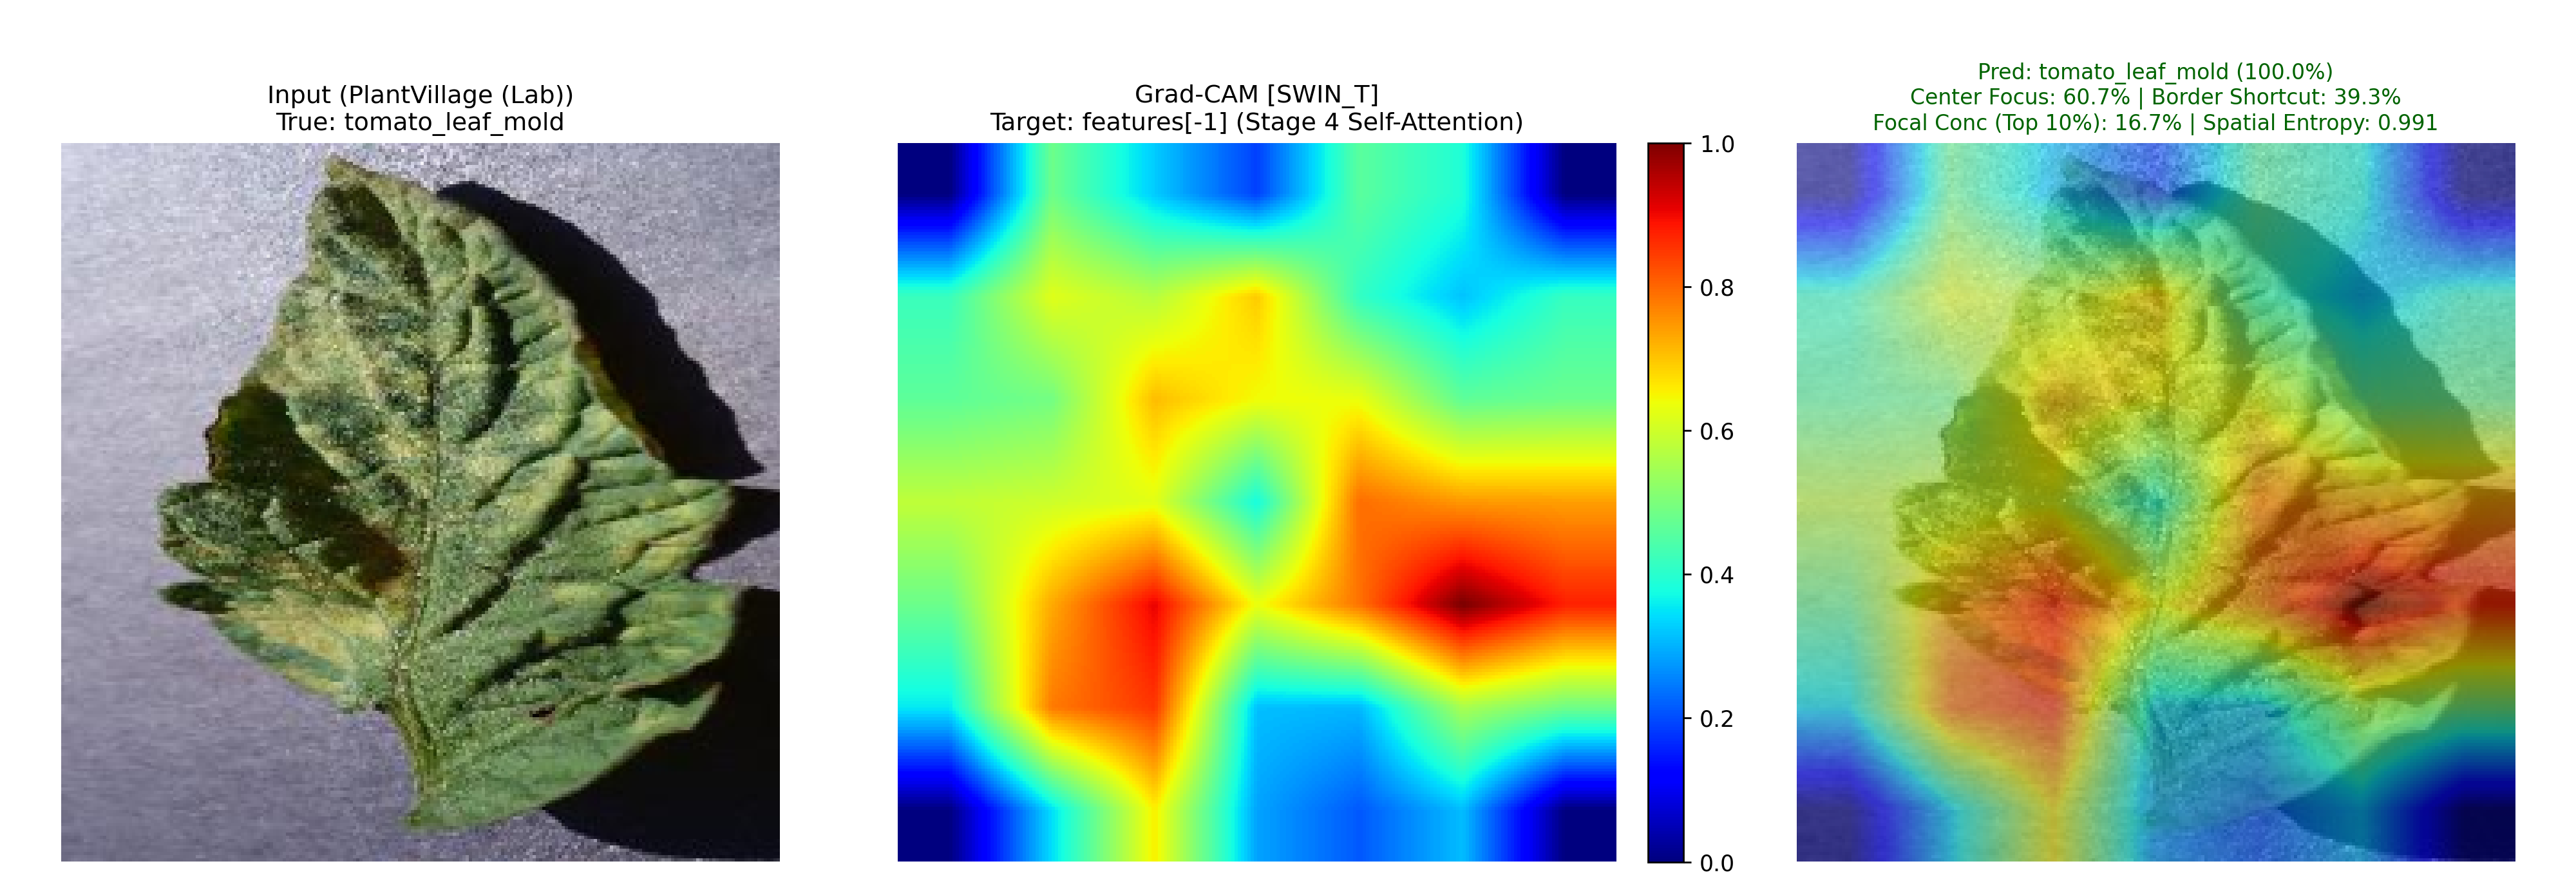 Input (PlantVillage (Lab))
True: tomato_leaf_mold
Grad-CAM [SWIN_T]
Target: features[-1] (Stage 4 Self-Attention)
1.0
0.8
0.6
0.4
0.2
0.0
Pred: tomato_leaf_mold (100.0%)
Center Focus: 60.7% | Border Shortcut: 39.3%
Focal Conc (Top 10%): 16.7% | Spatial Entropy: 0.991